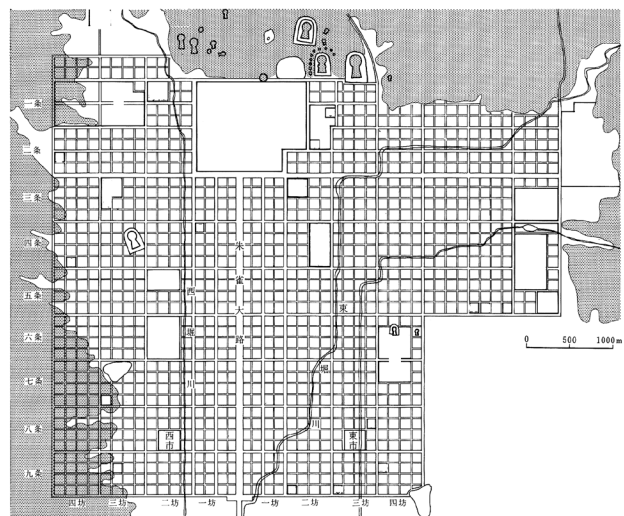 一条
二条
三条
四条
五条
六条
七条
八条
九条
朱雀大路
西堀川
東堀川
西市
東市
0 500 1000m
四坊 三坊 二坊 一坊 一坊 二坊 三坊 四坊